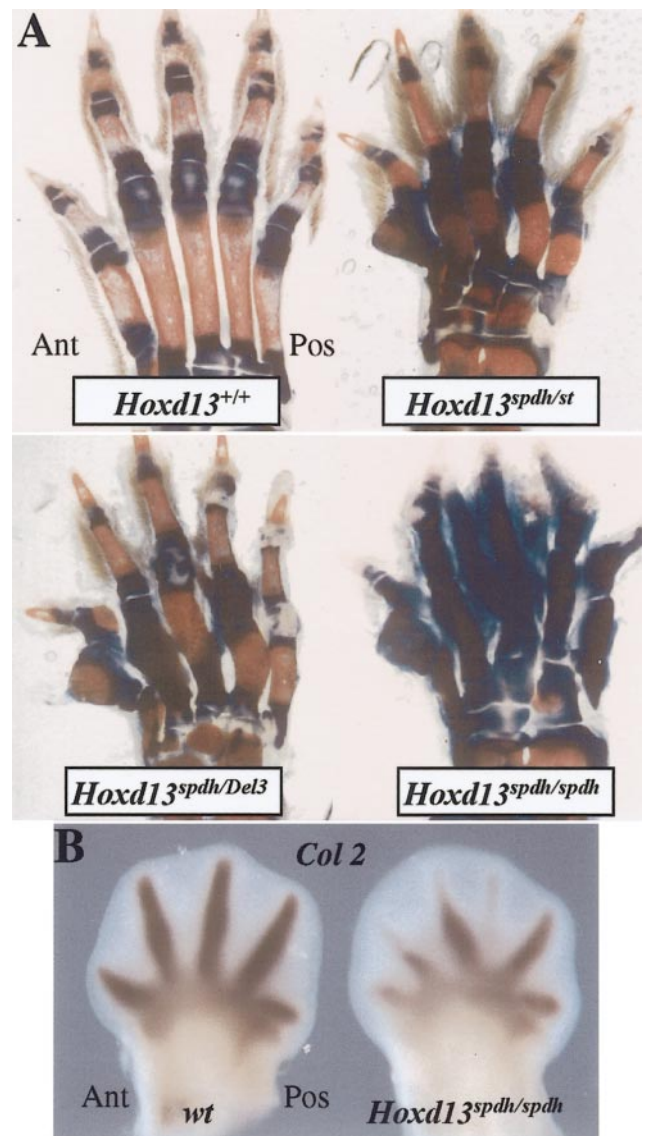 A
Ant
Pos
Hoxd13+/+
Hoxd13spdh/st
Hoxd13spdh/Del3
Hoxd13spdh/spdh
B
Col 2
Ant
wt
Pos
Hoxd13spdh/spdh